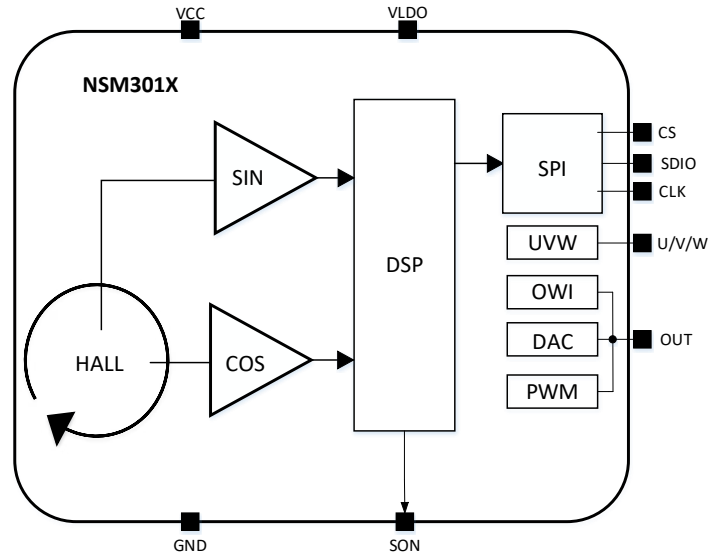 VCC
VLDO
NSM301X
SIN
COS
HALL
DSP
SPI
CS
SDIO
CLK
UVW
U/V/W
OWI
DAC
OUT
PWM
GND
SON